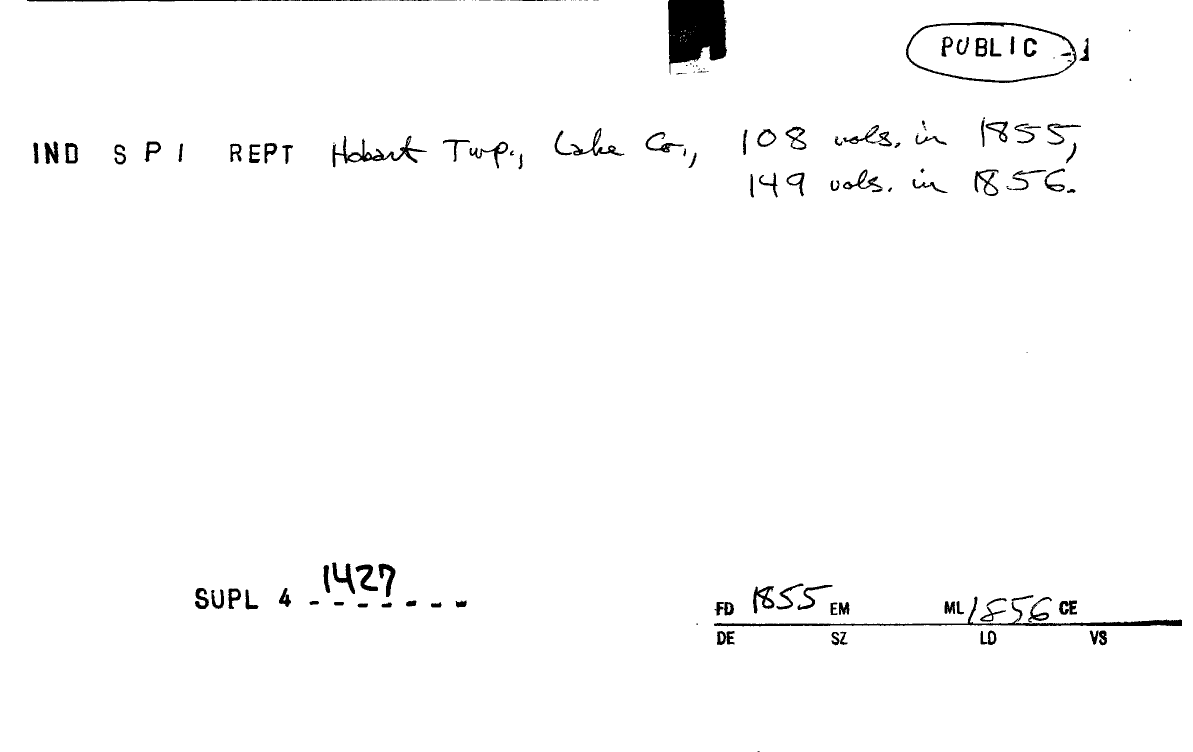 PUBLIC -1
IND S P I REPT Hobart Twp., Lake Co., 108 vols. in 1855,
149 vols. in 1856.
SUPL 4 1427
FD 1855 EM ML 1856 CE
DE SZ LD VS